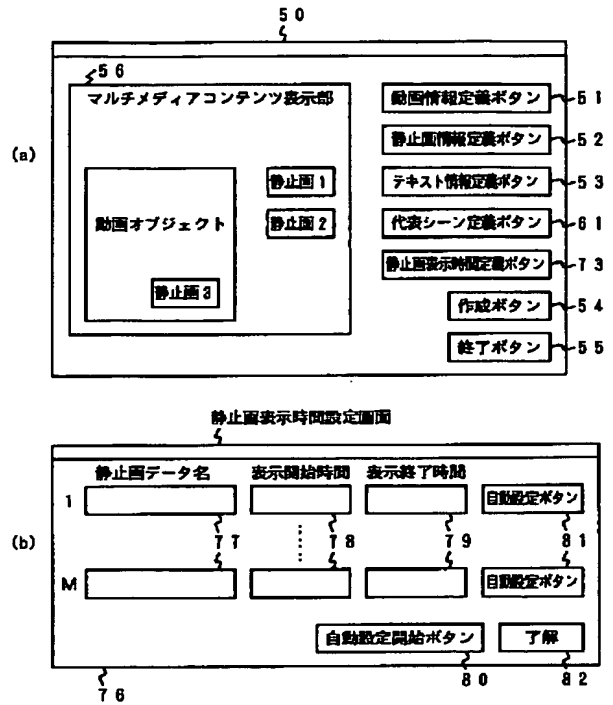 50
56
マルチメディアコンテンツ表示部
動画情報定義ボタン 51
静止画情報定義ボタン 52
(a)
静止画1
テキスト情報定義ボタン 53
動画オブジェクト
静止画2
代表シーン定義ボタン 61
静止画表示時間定義ボタン 73
静止画3
作成ボタン 54
終了ボタン 55
静止画表示時間設定画面
静止画データ名 表示開始時間 表示終了時間
1 自動設定ボタン
(b)
77 78 79 81
M 自動設定ボタン
自動設定開始ボタン 了解
76 80 82